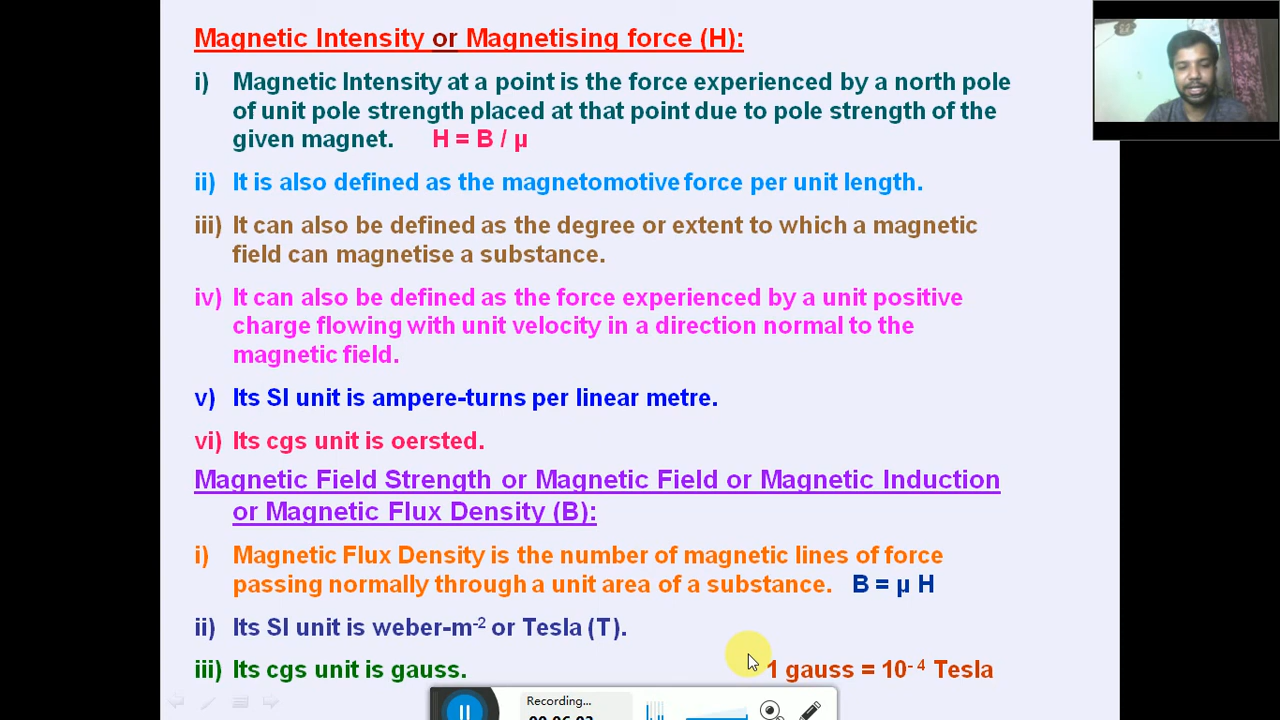 Magnetic Intensity or Magnetising force (H):
i) Magnetic Intensity at a point is the force experienced by a north pole
of unit pole strength placed at that point due to pole strength of the
given magnet. H = B / µ
ii) It is also defined as the magnetomotive force per unit length.
iii) It can also be defined as the degree or extent to which a magnetic
field can magnetise a substance.
iv) It can also be defined as the force experienced by a unit positive
charge flowing with unit velocity in a direction normal to the
magnetic field.
v) Its SI unit is ampere-turns per linear metre.
vi) Its cgs unit is oersted.
Magnetic Field Strength or Magnetic Field or Magnetic Induction
or Magnetic Flux Density (B):
i) Magnetic Flux Density is the number of magnetic lines of force
passing normally through a unit area of a substance. B = µ H
ii) Its SI unit is weber-m⁻² or Tesla (T).
iii) Its cgs unit is gauss. 1 gauss = 10⁻⁴ Tesla
Recording...